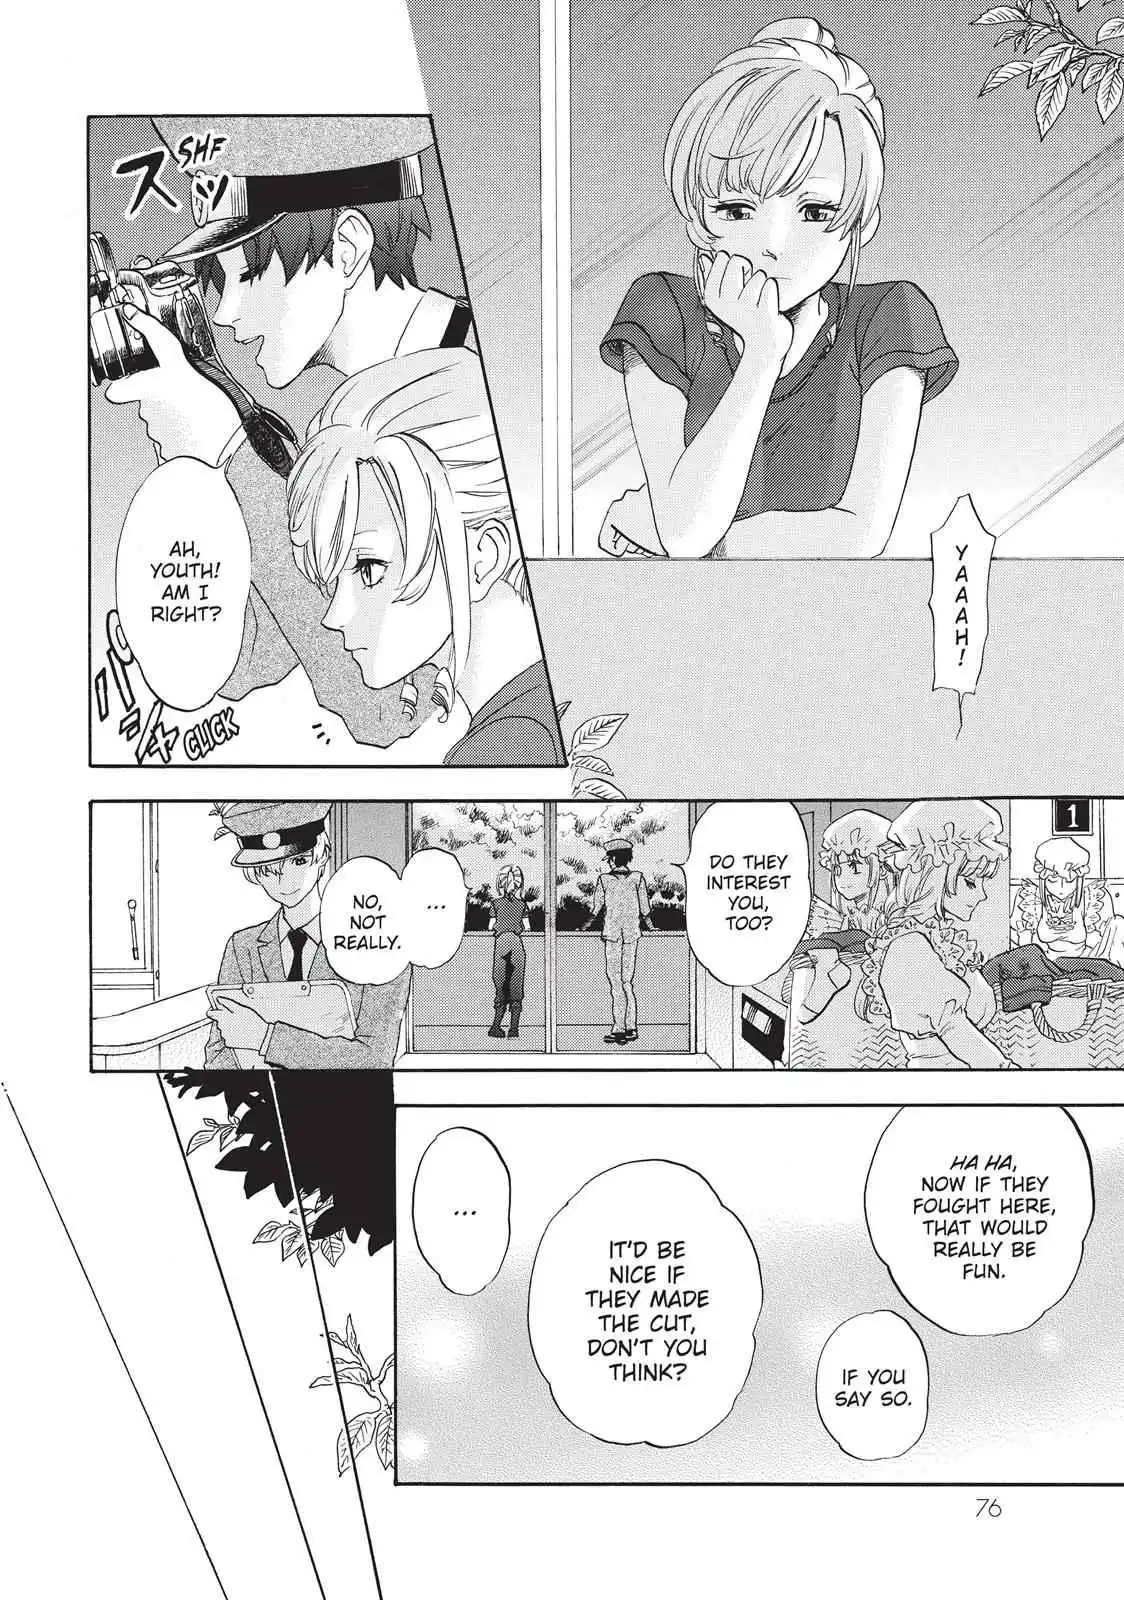 YAAAH!
SHF
スッ
AH,
YOUTH!
AM I
RIGHT?
CLICK
1
DO THEY
INTEREST
YOU,
TOO?
...
NO,
NOT
REALLY.
HA HA,
NOW IF THEY
FOUGHT HERE,
THAT WOULD
REALLY BE
FUN.
IF YOU
SAY SO.
IT'D BE
NICE IF
THEY MADE
THE CUT,
DON'T YOU
THINK?
...
76